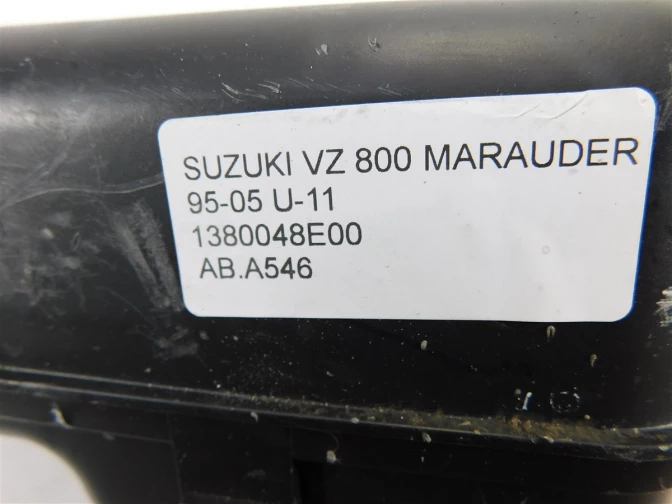 SUZUKI VZ 800 MARAUDER
95-05 U-11
1380048E00
AB.A546